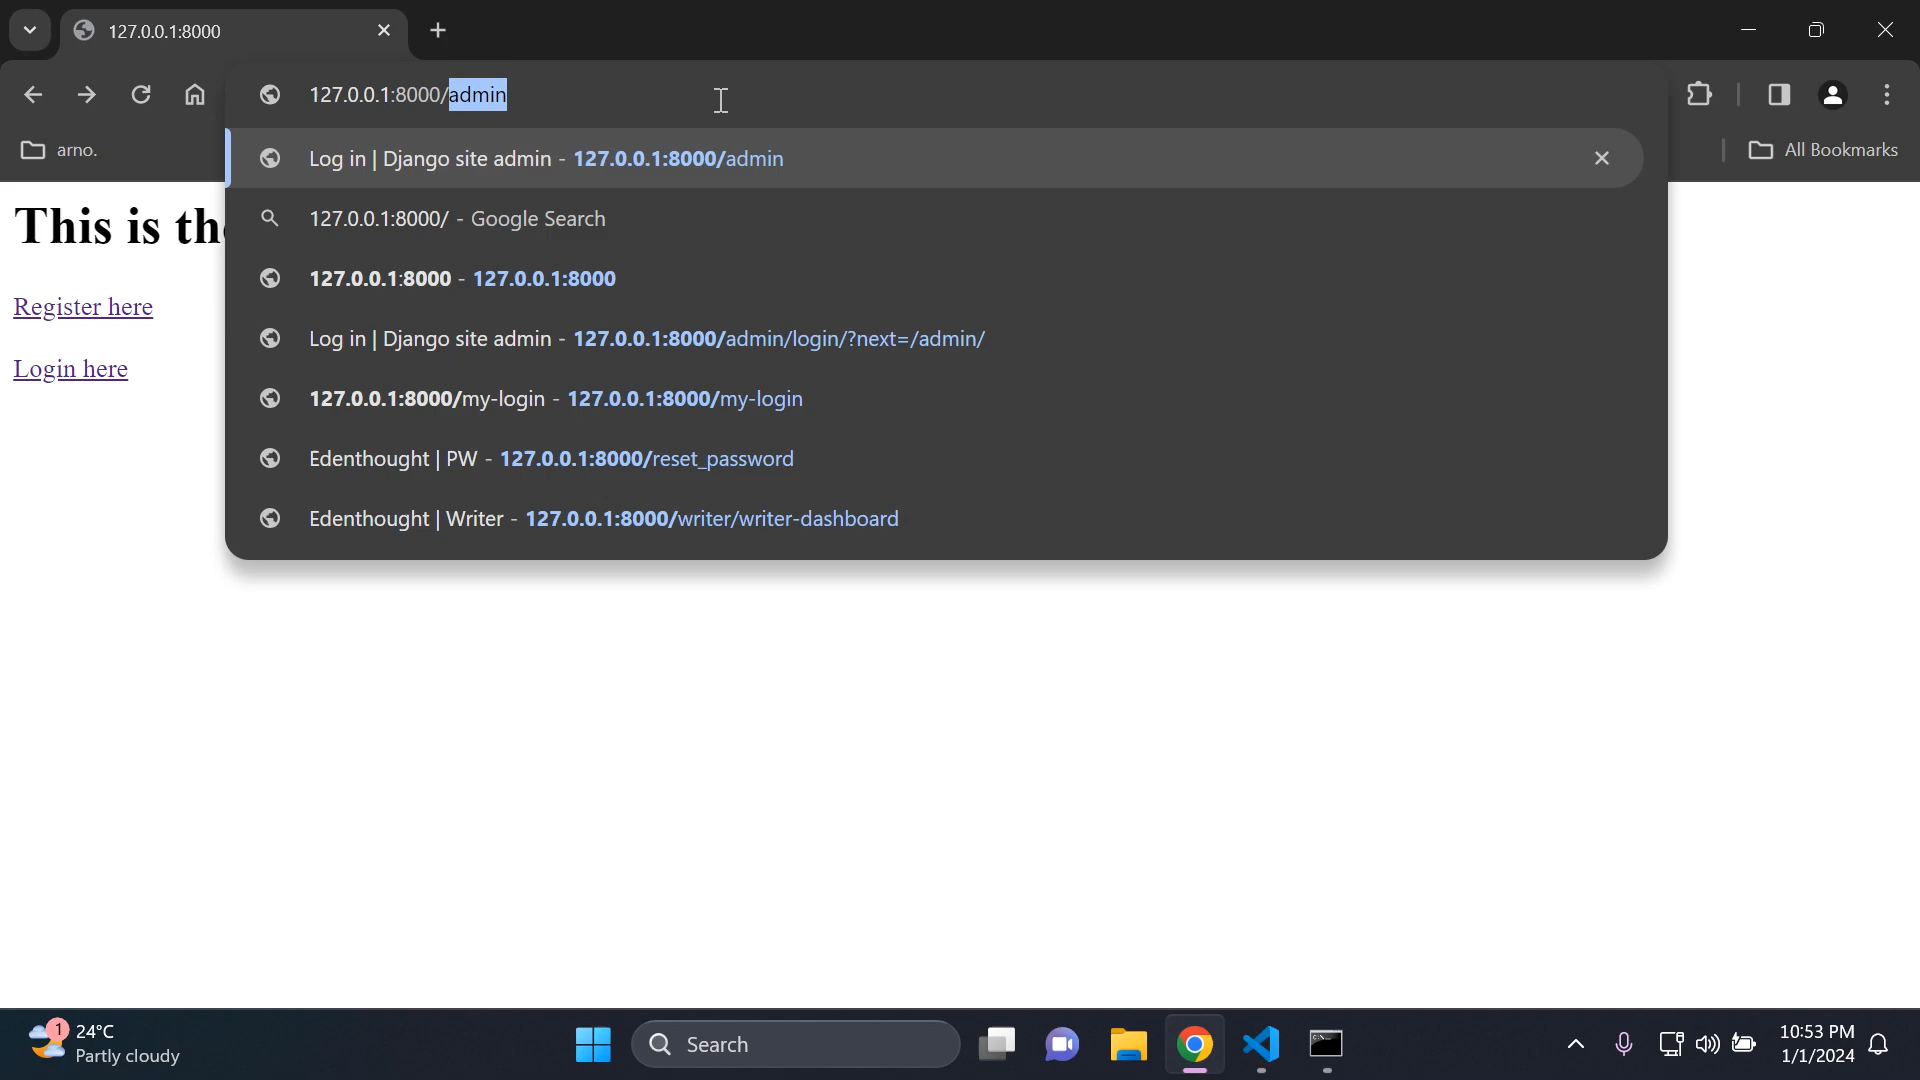 127.0.0.1:8000
127.0.0.1:8000/admin
arno.
All Bookmarks
Log in | Django site admin - 127.0.0.1:8000/admin
127.0.0.1:8000/ - Google Search
127.0.0.1:8000 - 127.0.0.1:8000
Log in | Django site admin - 127.0.0.1:8000/admin/login/?next=/admin/
127.0.0.1:8000/my-login - 127.0.0.1:8000/my-login
Edenthought | PW - 127.0.0.1:8000/reset_password
Edenthought | Writer - 127.0.0.1:8000/writer/writer-dashboard
This is th
Register here
Login here
1
24°C
Partly cloudy
Search
10:53 PM
1/1/2024